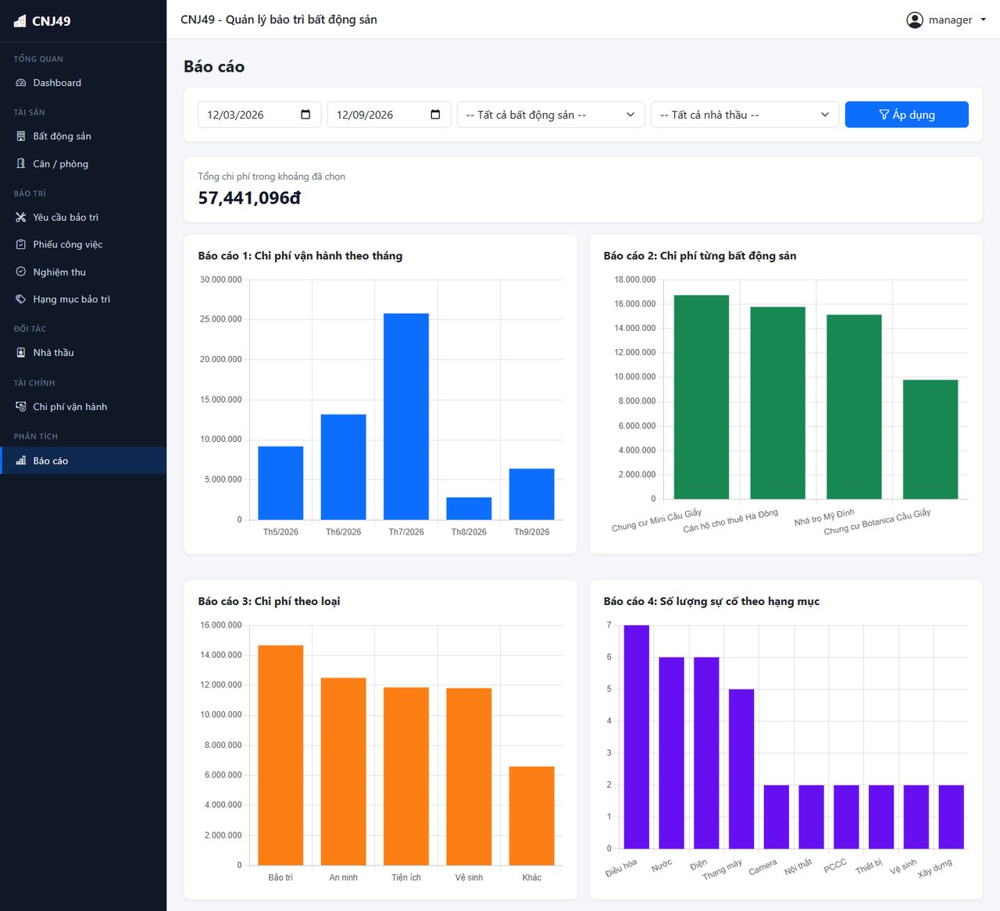 CNJ49
CNJ49 - Quản lý bảo trì bất động sản
manager
TỔNG QUAN
Dashboard
TÀI SẢN
Bất động sản
Căn / phòng
BẢO TRÌ
Yêu cầu bảo trì
Phiếu công việc
Nghiệm thu
Hạng mục bảo trì
ĐỐI TÁC
Nhà thầu
TÀI CHÍNH
Chi phí vận hành
PHÂN TÍCH
Báo cáo
Báo cáo
12/03/2026
12/09/2026
-- Tất cả bất động sản --
-- Tất cả nhà thầu --
Áp dụng
Tổng chi phí trong khoảng đã chọn
57,441,096đ
Báo cáo 1: Chi phí vận hành theo tháng
30.000.000
25.000.000
20.000.000
15.000.000
10.000.000
5.000.000
0
Th5/2026 Th6/2026 Th7/2026 Th8/2026 Th9/2026
Báo cáo 2: Chi phí từng bất động sản
18.000.000
16.000.000
14.000.000
12.000.000
10.000.000
8.000.000
6.000.000
4.000.000
2.000.000
0
Chung cư Mini Cầu Giấy
Căn hộ cho thuê Hà Đông
Nhà trọ Mỹ Đình
Chung cư Botanica Cầu Giấy
Báo cáo 3: Chi phí theo loại
16.000.000
14.000.000
12.000.000
10.000.000
8.000.000
6.000.000
4.000.000
2.000.000
0
Bảo trì An ninh Tiện ích Vệ sinh Khác
Báo cáo 4: Số lượng sự cố theo hạng mục
7
6
5
4
3
2
1
0
Điều hòa
Nước
Điện
Thang máy
Camera
Nội thất
PCCC
Thiết bị
Vệ sinh
Xây dựng